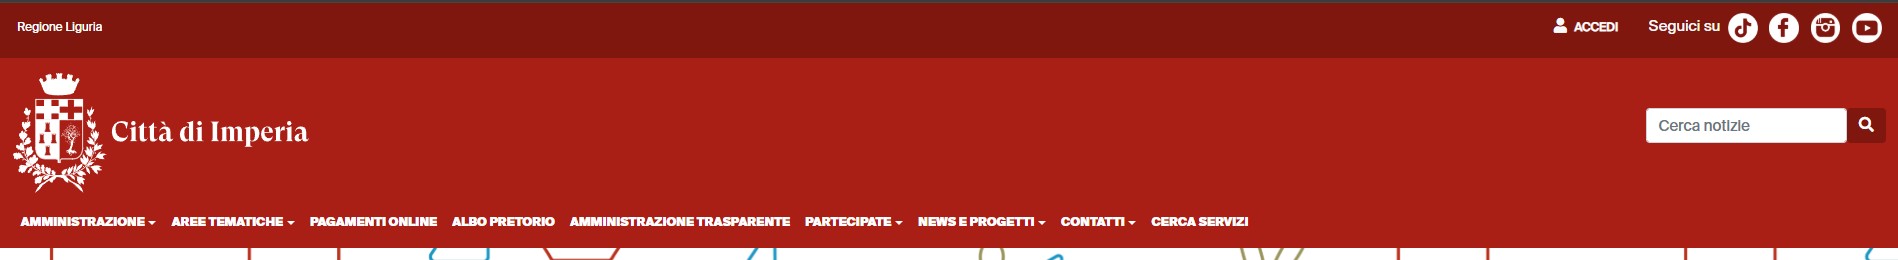 Regione Liguria
ACCEDI
Seguici su
Città di Imperia
Cerca notizie
AMMINISTRAZIONE AREE TEMATICHE PAGAMENTI ONLINE ALBO PRETORIO AMMINISTRAZIONE TRASPARENTE PARTECIPATE NEWS E PROGETTI CONTATTI CERCA SERVIZI